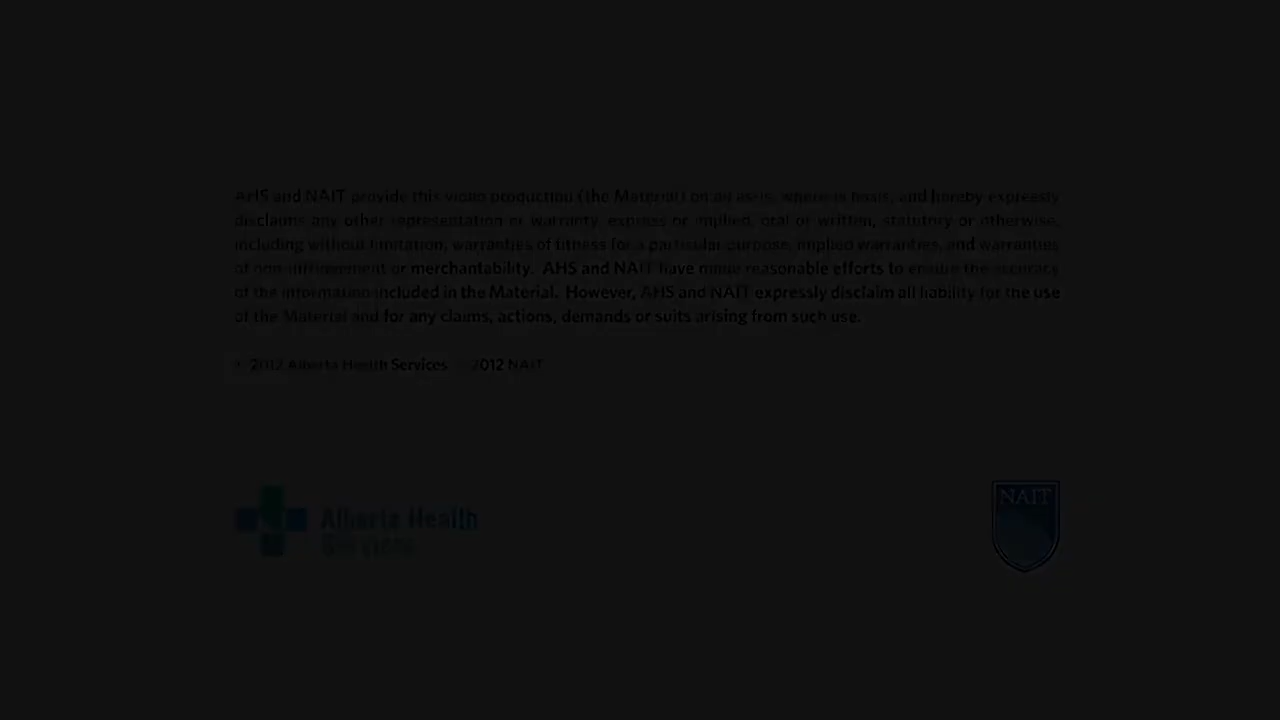 AHS and NAIT provide this video production (the Material) on an as is, where is basis, and hereby expressly
disclaims any other representation or warranty, express or implied, oral or written, statutory or otherwise,
including without limitation, warranties of fitness for a particular purpose, implied warranties, and warranties
of non-infringement or merchantability. AHS and NAIT have made reasonable efforts to ensure the accuracy
of the information included in the Material. However, AHS and NAIT expressly disclaim all liability for the use
of the Material and for any claims, actions, demands or suits arising from such use.
2012 Alberta Health Services 2012 NAIT
NAIT
Alberta Health
Services